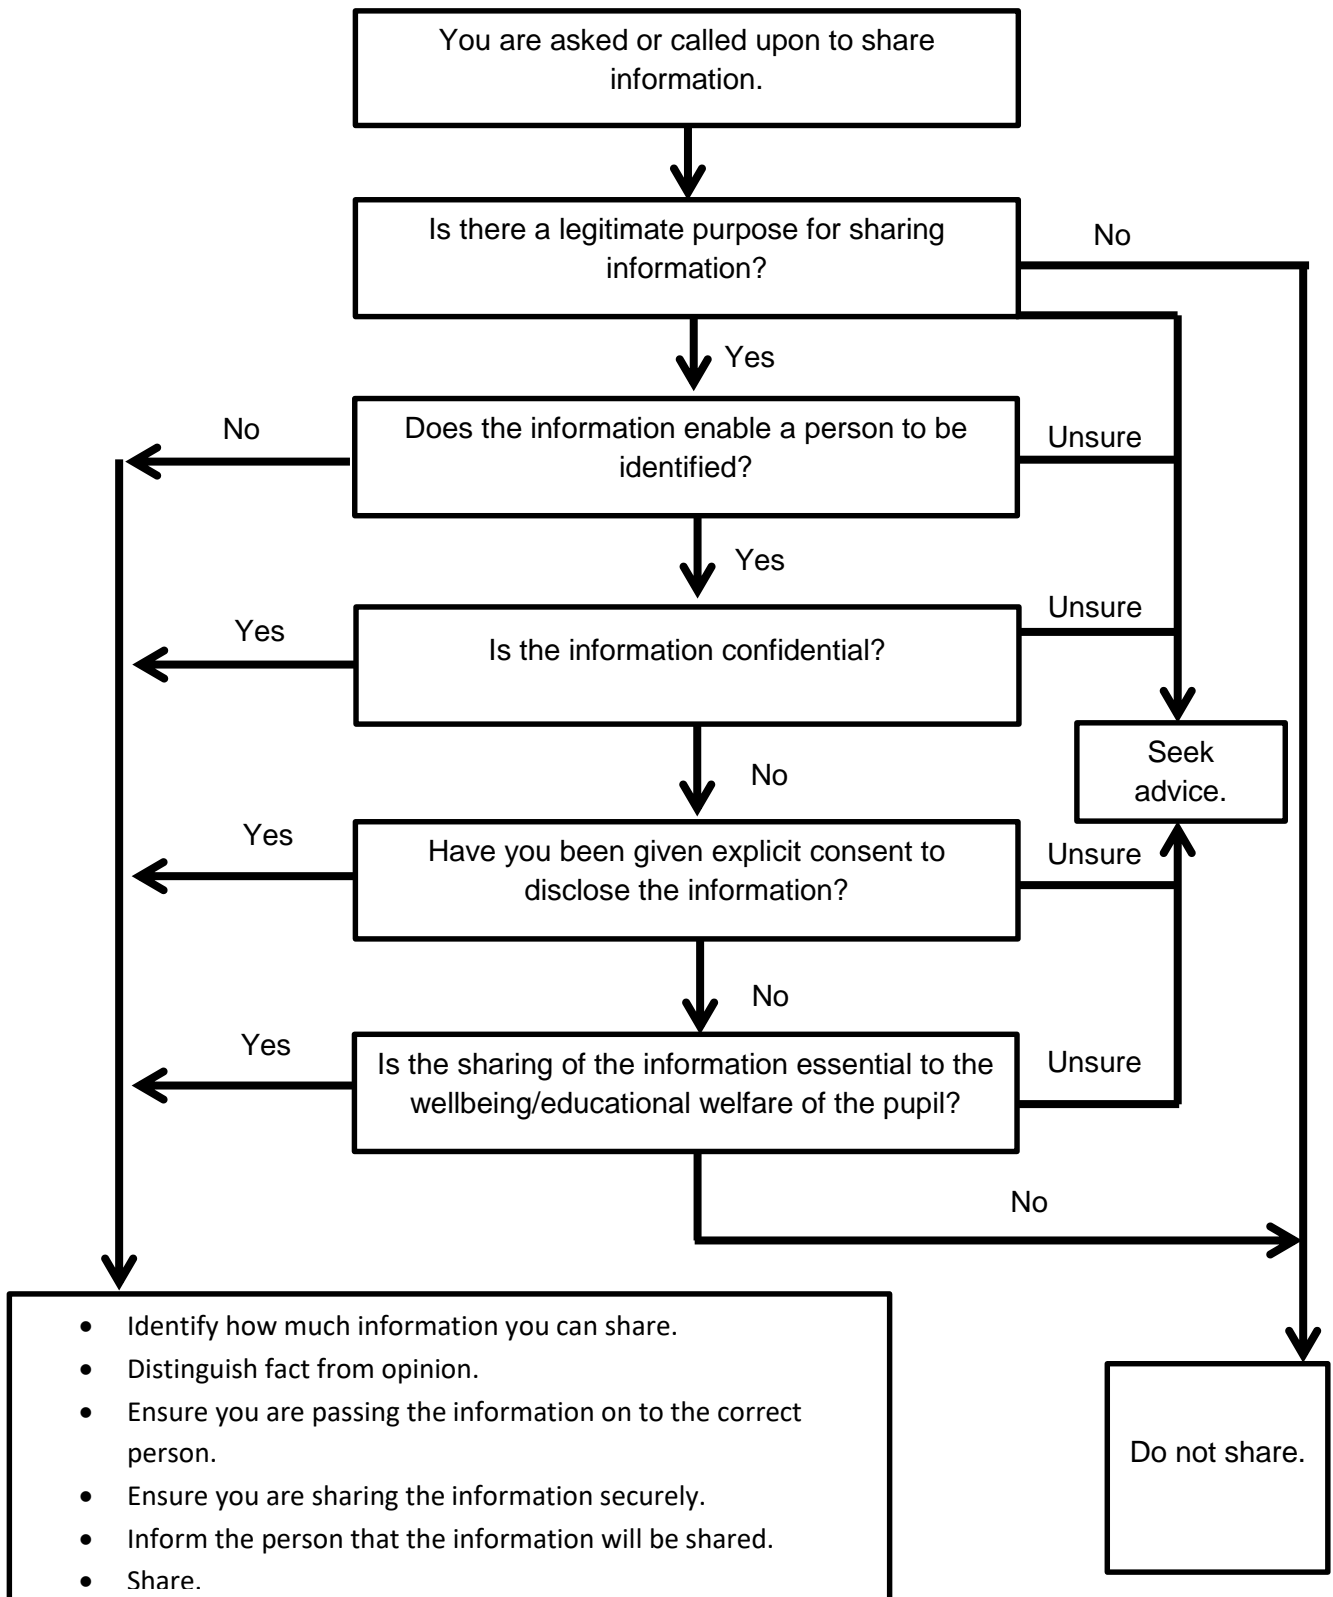 You are asked or called upon to share
information.
Is there a legitimate purpose for sharing
information?
No
Yes
Does the information enable a person to be
identified?
No
Unsure
Yes
Is the information confidential?
Yes
Unsure
No
Seek
advice.
Have you been given explicit consent to
disclose the information?
Yes
Unsure
No
Is the sharing of the information essential to the
wellbeing/educational welfare of the pupil?
Yes
Unsure
No
• Identify how much information you can share.
• Distinguish fact from opinion.
• Ensure you are passing the information on to the correct
person.
• Ensure you are sharing the information securely.
• Inform the person that the information will be shared.
• Share.
Do not share.